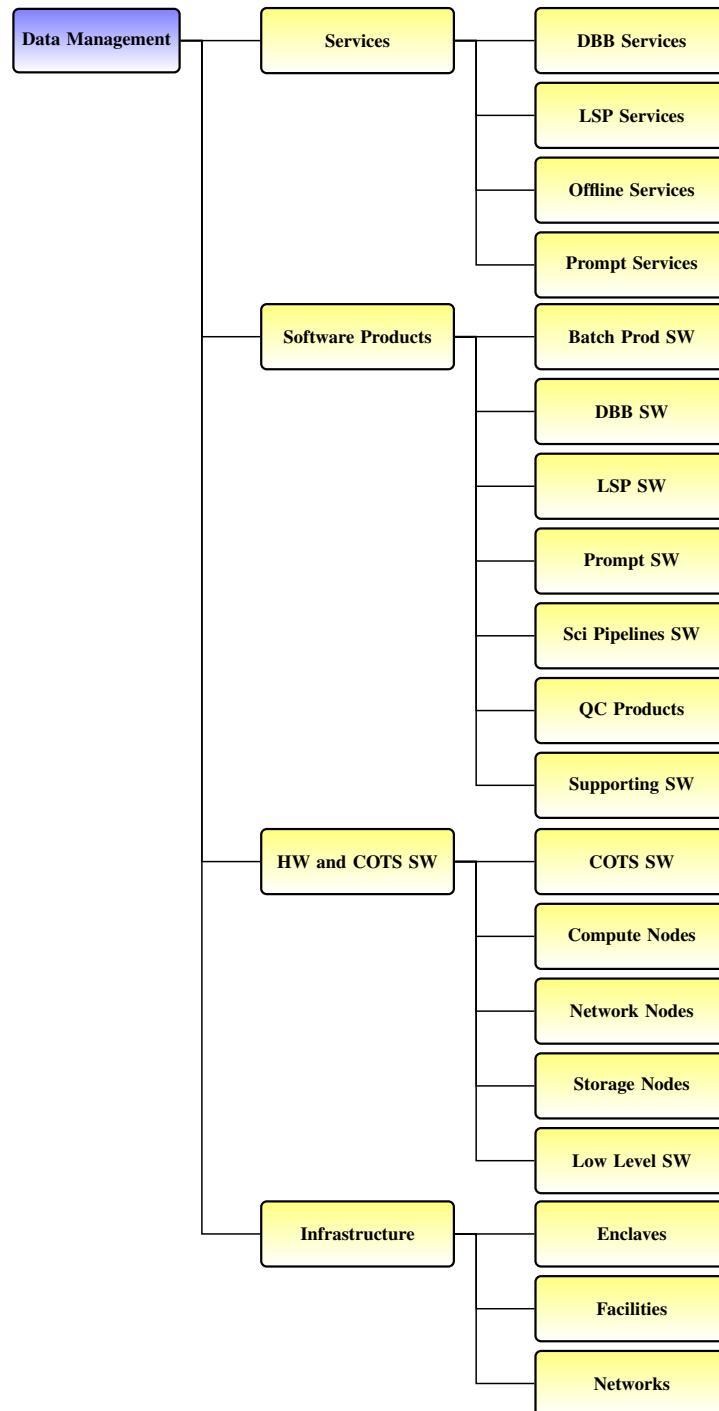 Data Management
Services
DBB Services
LSP Services
Offline Services
Prompt Services
Software Products
Batch Prod SW
DBB SW
LSP SW
Prompt SW
Sci Pipelines SW
QC Products
Supporting SW
HW and COTS SW
COTS SW
Compute Nodes
Network Nodes
Storage Nodes
Low Level SW
Infrastructure
Enclaves
Facilities
Networks